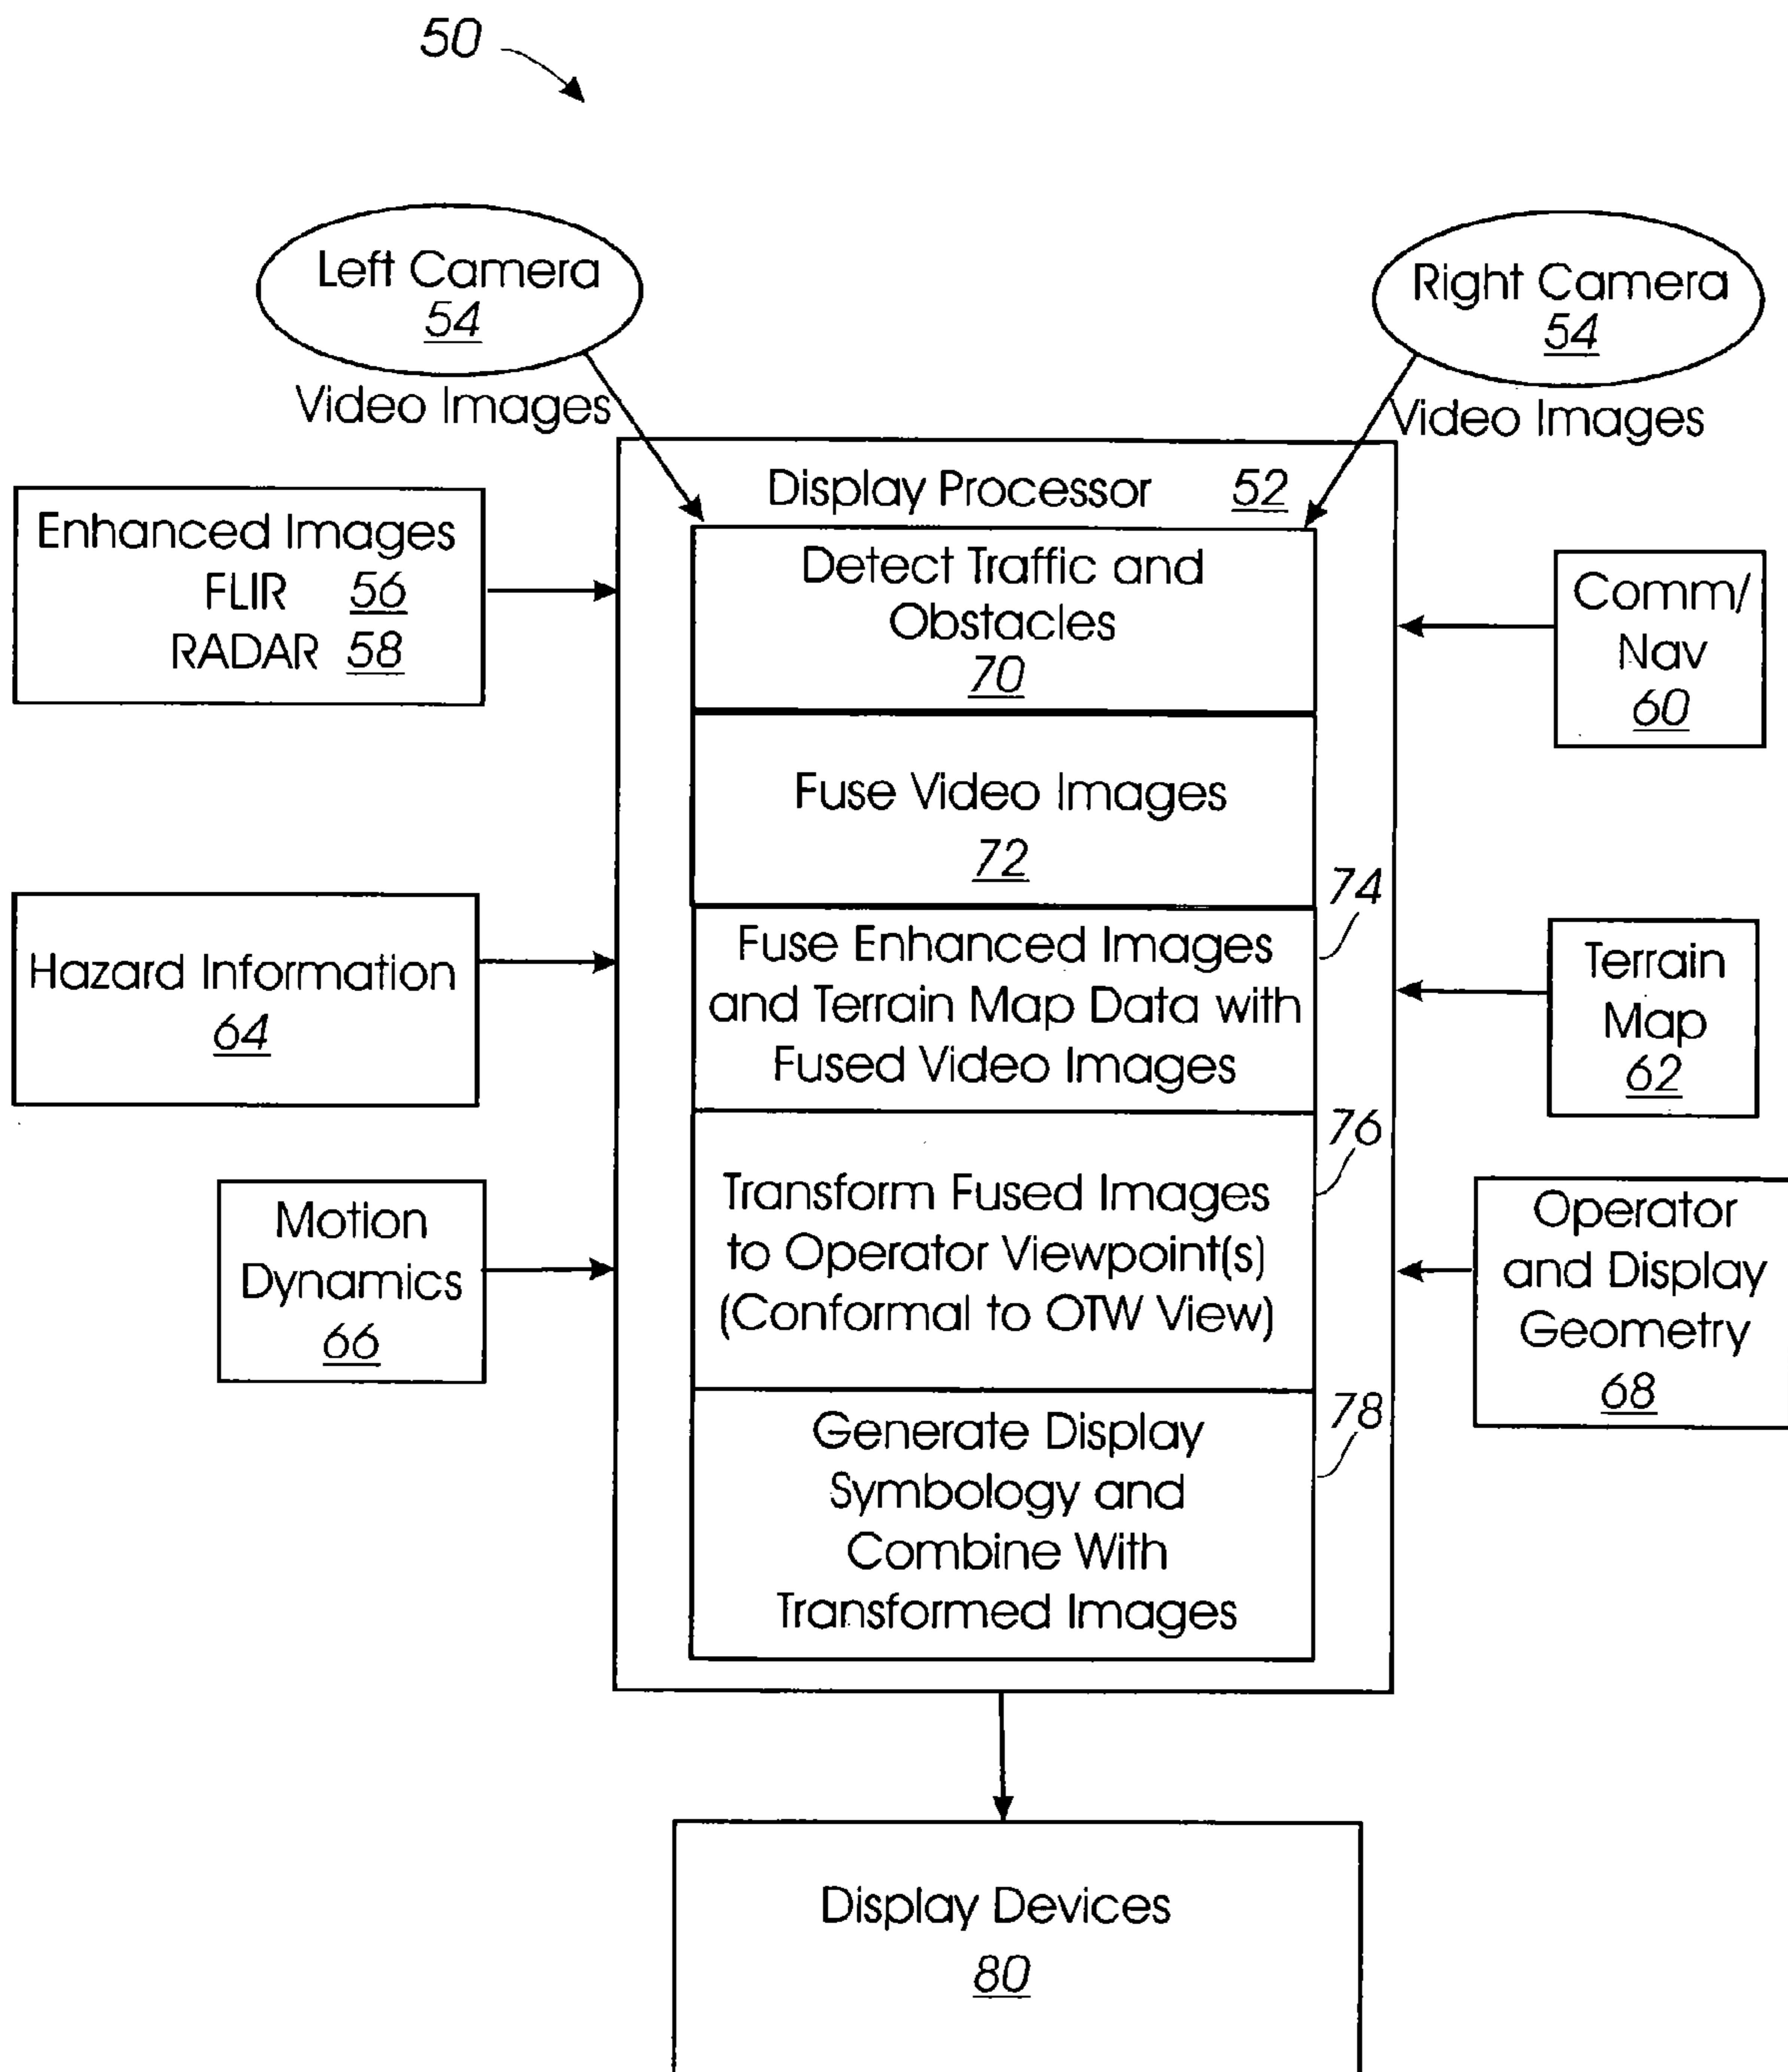 50
Left Camera
54
Right Camera
54
Video Images
Video Images
Display Processor 52
Enhanced Images
FLIR 56
RADAR 58
Detect Traffic and
Obstacles
70
Comm/
Nav
60
Fuse Video Images
72
74
Hazard Information
64
Fuse Enhanced Images
and Terrain Map Data with
Fused Video Images
Terrain
Map
62
76
Motion
Dynamics
66
Transform Fused Images
to Operator Viewpoint(s)
(Conformal to OTW View)
Operator
and Display
Geometry
68
78
Generate Display
Symbology and
Combine With
Transformed Images
Display Devices
80